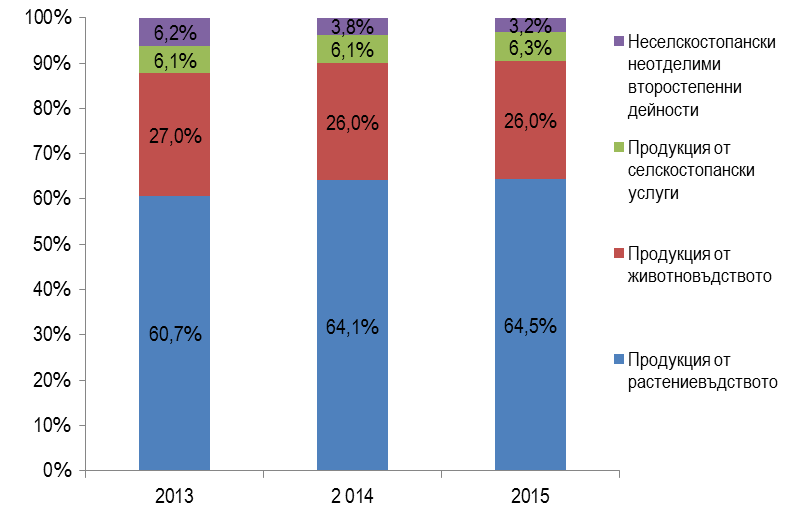 100%
90%
80%
70%
60%
50%
40%
30%
20%
10%
0%
6,2%
6,1%
27,0%
60,7%
3,8%
6,1%
26,0%
64,1%
3,2%
6,3%
26,0%
64,5%
2013
2 014
2015
Неселскостопански
неотделими
второстепенни
дейности
Продукция от
селскостопански
услуги
Продукция от
животновъдството
Продукция от
растениевъдството